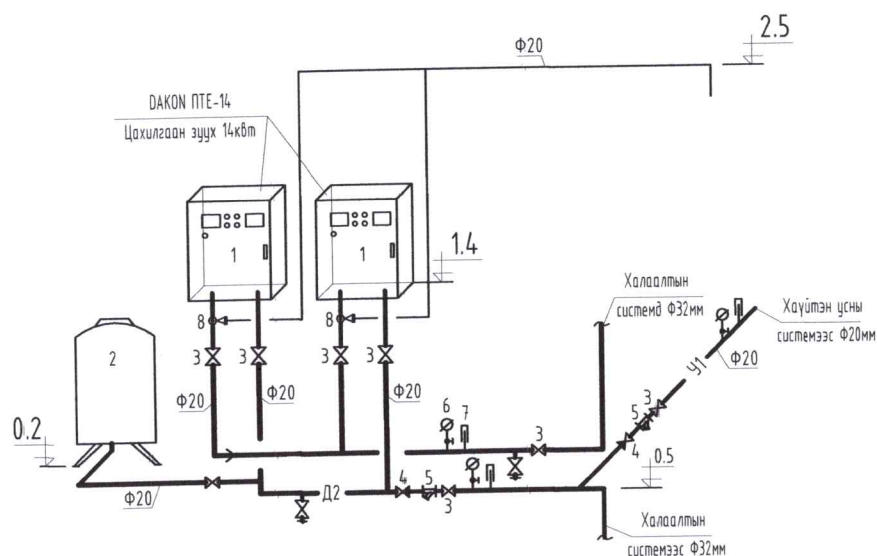 Ф20
2.5
DAKON ПТЕ-14
Цахилгаан зуух 14квт
1
1
1.4
8
8
3
3
3
3
2
Халаалтын
системд Ф32мм
Хаүйтэн усны
системээс Ф20мм
Ф20
У1
Ф20
Ф20
Ф20
6
7
3
5
3
4
0.2
0.5
Ф20
Д2
4
5
3
Халаалтын
системээс Ф32мм